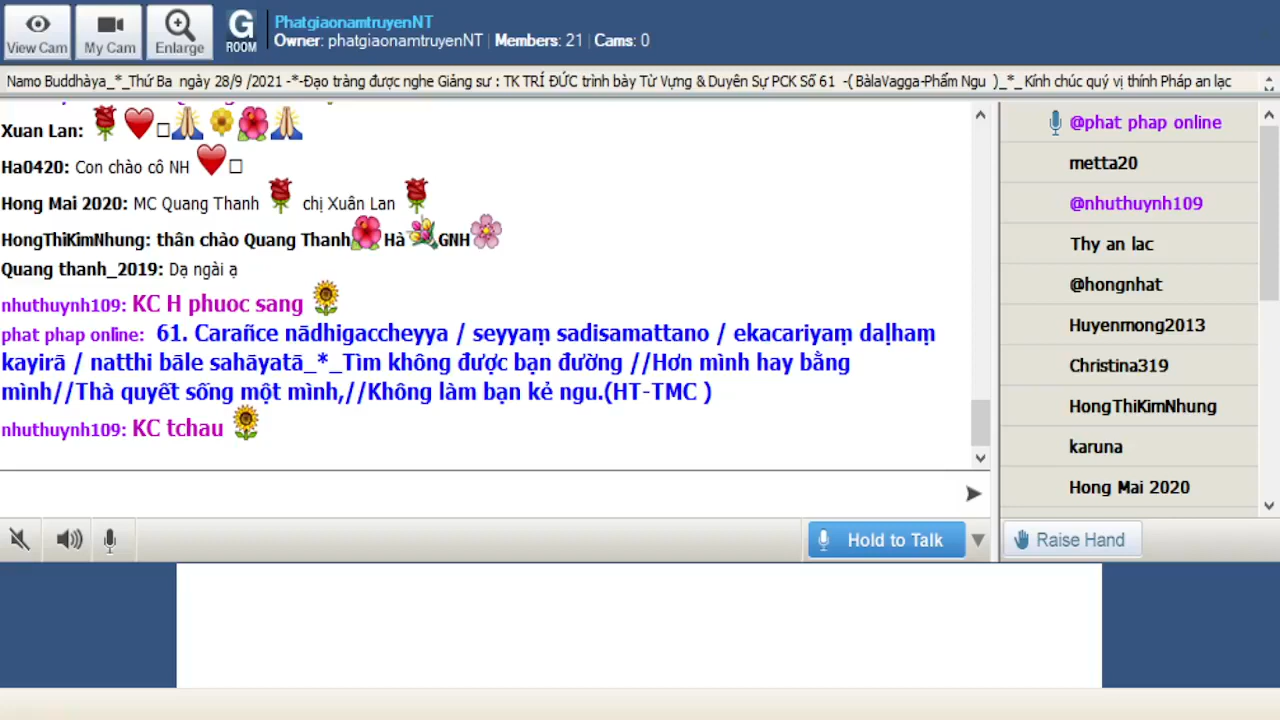 View Cam
My Cam
Enlarge
G
ROOM
PhatgiaonamtruyenNT
Owner: phatgiaonamtruyenNT | Members: 21 | Cams: 0
Namo Buddhàya_*_Thứ Ba ngày 28/9 /2021 -*-Đạo tràng được nghe Giảng sư : TK TRÍ ĐỨC trình bày Từ Vựng & Duyên Sự PCK Số 61 -( BàlaVagga-Phẩm Ngu )_*_ Kính chúc quý vị thính Pháp an lạc
Xuan Lan:
Ha0420: Con chào cô NH
Hong Mai 2020: MC Quang Thanh chị Xuân Lan
HongThiKimNhung: thân chào Quang Thanh Hà GNH
Quang thanh_2019: Dạ ngài ạ
nhuthuynh109: KC H phuoc sang
phat phap online: 61. Carañce nādhigaccheyya / seyyaṃ sadisamattano / ekacariyaṃ daḷhaṃ
kayirā / natthi bāle sahāyatā_*_Tìm không được bạn đường //Hơn mình hay bằng
mình//Thà quyết sống một mình,//Không làm bạn kẻ ngu.(HT-TMC )
nhuthuynh109: KC tchau
@phat phap online
metta20
@nhuthuynh109
Thy an lac
@hongnhat
Huyenmong2013
Christina319
HongThiKimNhung
karuna
Hong Mai 2020
Hold to Talk
Raise Hand